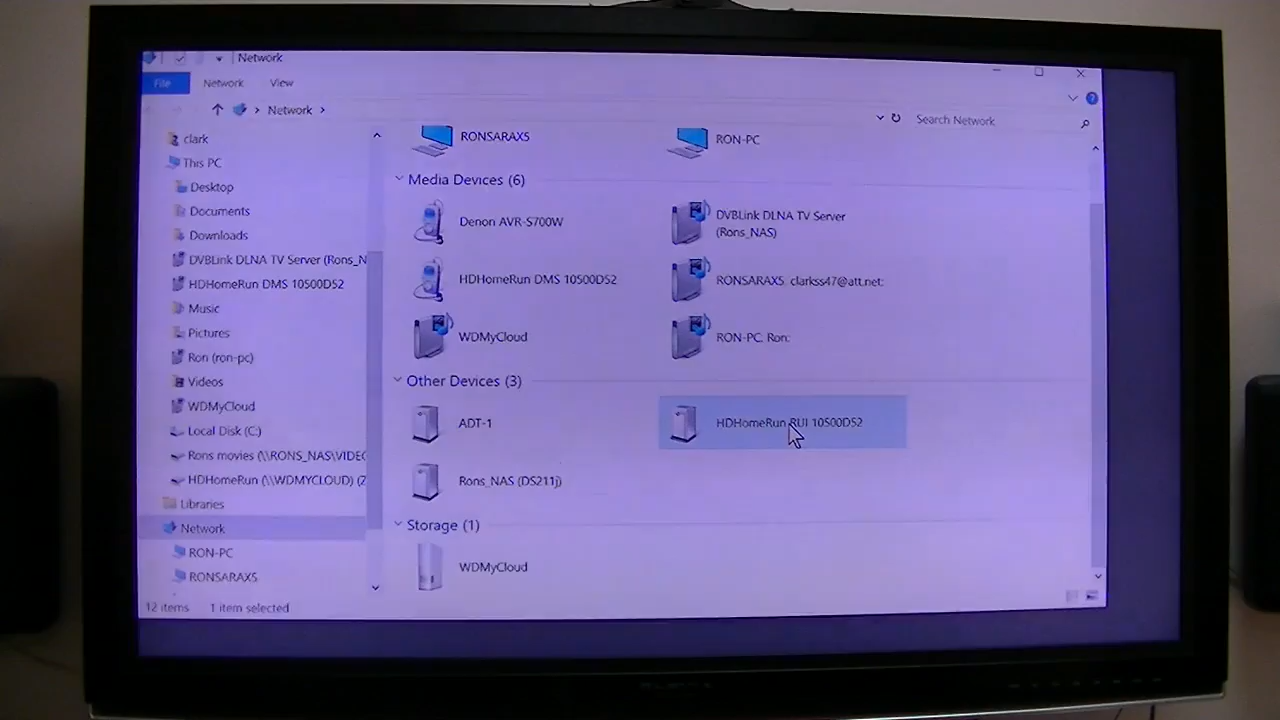 Network
File Network View
Network
Search Network
clark
This PC
Desktop
Documents
Downloads
DVBLink DLNA TV Server (Rons_N
HDHomeRun DMS 10500D52
Music
Pictures
Ron (ron-pc)
Videos
WDMyCloud
Local Disk (C:)
Rons movies (\\RONS_NAS\VIDEO
HDHomeRun (\\WDMYCLOUD) (Z
Libraries
Network
RON-PC
RONSARAXS
RONSARAXS
RON-PC
Media Devices (6)
Denon AVR-S700W
DVBLink DLNA TV Server
(Rons_NAS)
HDHomeRun DMS 10500D52
RONSARAXS clarkss47@att.net:
WDMyCloud
RON-PC: Ron:
Other Devices (3)
ADT-1
HDHomeRun RUI 10500D52
Rons_NAS (DS211j)
Storage (1)
WDMyCloud
12 items 1 item selected